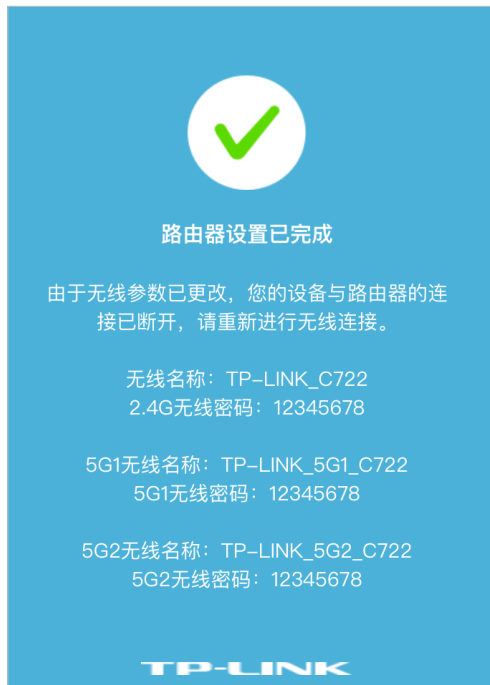 路由器设置已完成
由于无线参数已更改，您的设备与路由器的连
接已断开，请重新进行无线连接。
无线名称：TP-LINK_C722
2.4G无线密码：12345678
5G1无线名称：TP-LINK_5G1_C722
5G1无线密码：12345678
5G2无线名称：TP-LINK_5G2_C722
5G2无线密码：12345678
TP-LINK